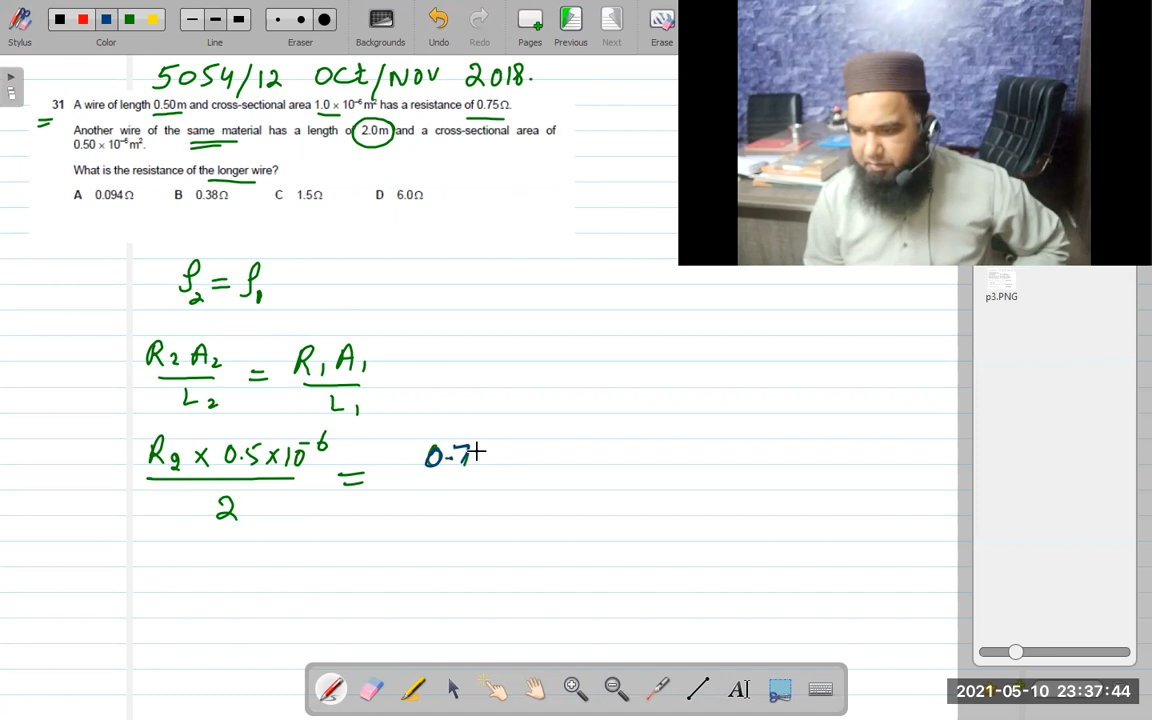 Stylus
Color
Line
Eraser
Backgrounds
Undo
Redo
Pages
Previous
Next
Erase
5054/12 Oct/Nov 2018.
31 A wire of length 0.50 m and cross-sectional area 1.0 × 10⁻⁶ m² has a resistance of 0.75 Ω.
Another wire of the same material has a length of 2.0 m and a cross-sectional area of
0.50 × 10⁻⁶ m².
What is the resistance of the longer wire?
A 0.094 Ω B 0.38 Ω C 1.5 Ω D 6.0 Ω
ρ₂ = ρ₁
R₂ A₂ / L₂ = R₁ A₁ / L₁
R₂ × 0.5 × 10⁻⁶ / 2 = 0.7
p3.PNG
2021-05-10 23:37:44